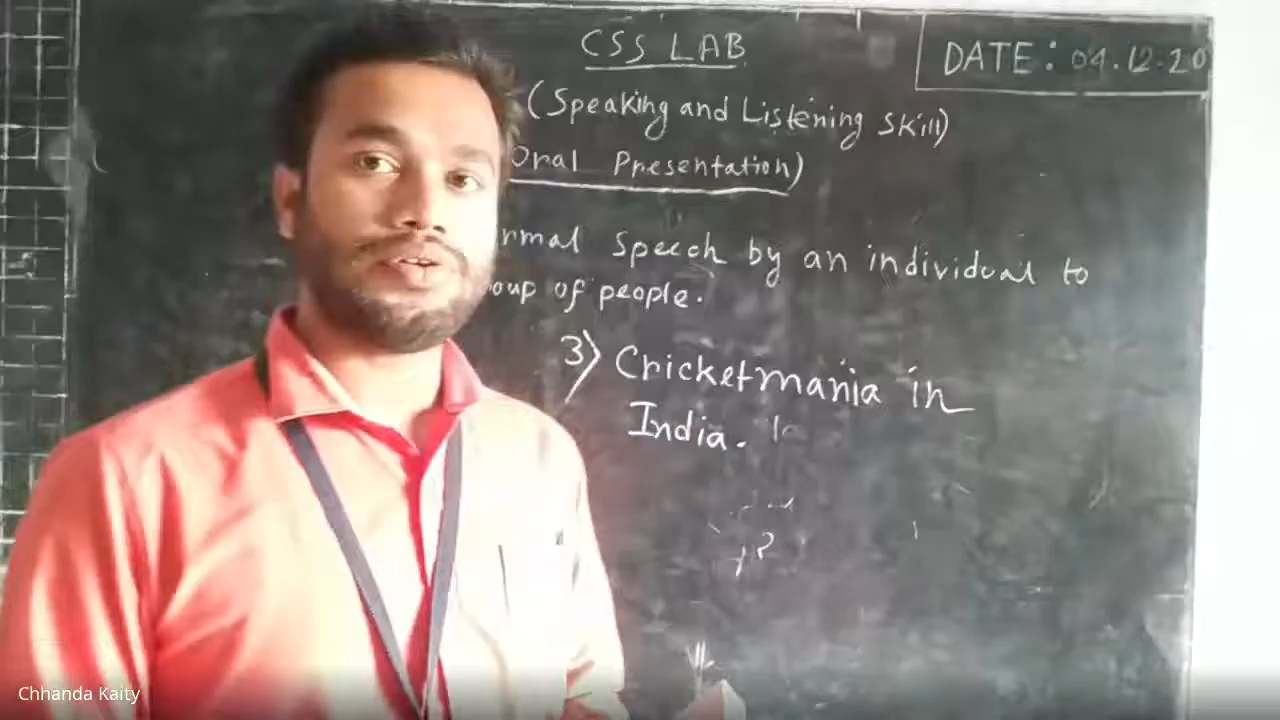 CSS LAB
DATE: 04.12.20
(Speaking and Listening Skill)
Oral Presentation)
rmal Speech by an individual to
oup of people.
3) Cricketmania in
India.
Chhanda Kaity